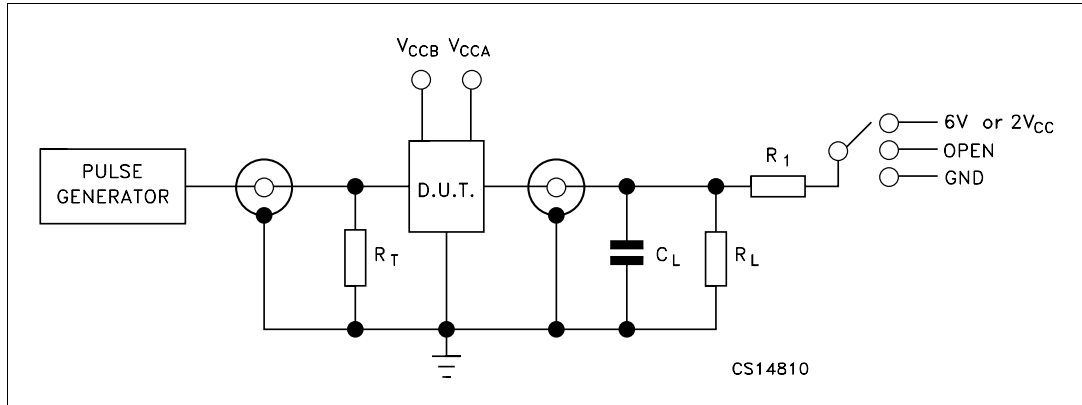 V_CCB V_CCA
PULSE
GENERATOR
D.U.T.
R_T
C_L
R_L
R_1
6V or 2V_CC
OPEN
GND
CS14810